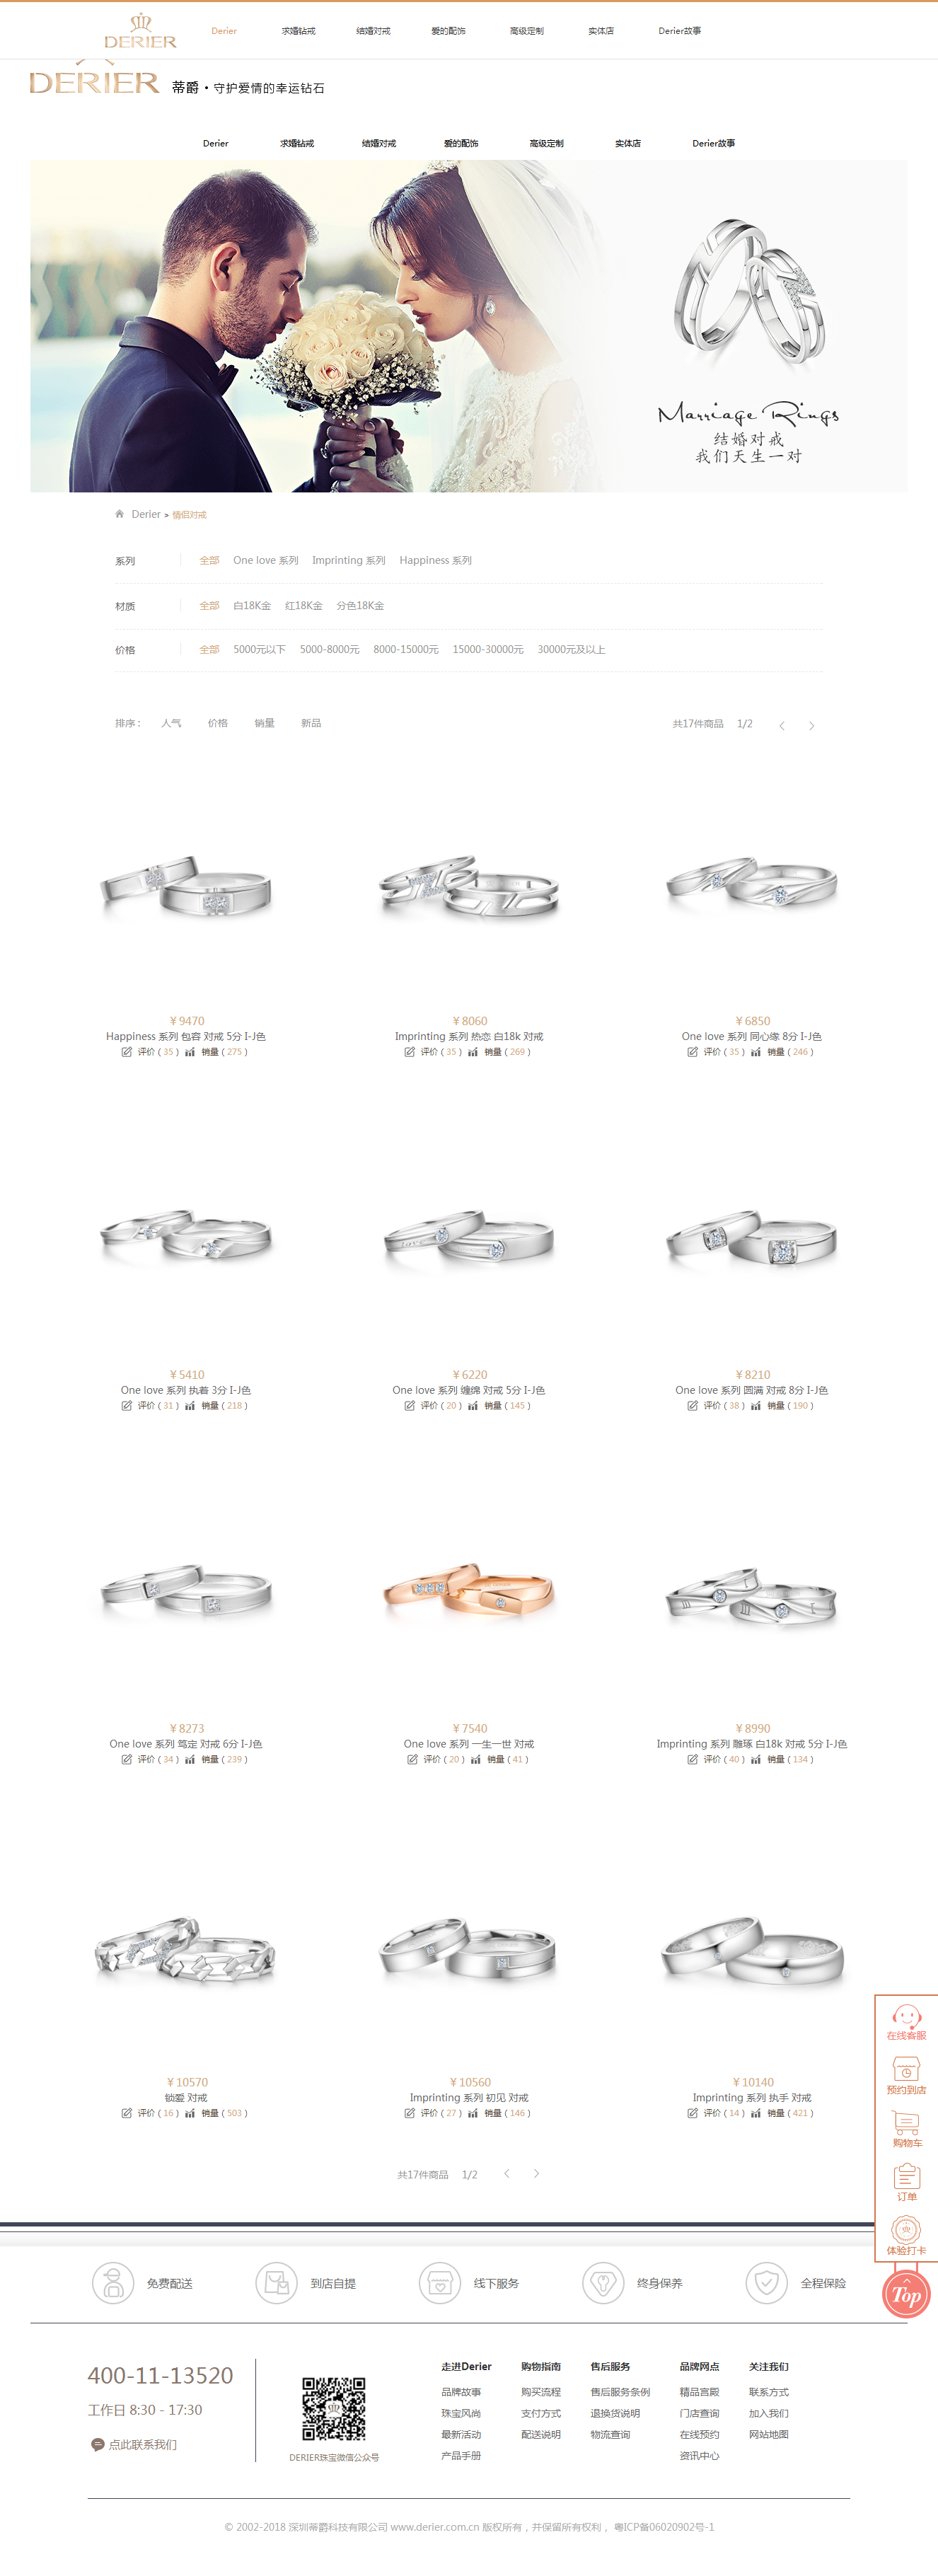 DERIER
Derier 求婚钻戒 结婚对戒 爱的配饰 高级定制 实体店 Derier故事
DERIER 蒂爵·守护爱情的幸运钻石
Derier 求婚钻戒 结婚对戒 爱的配饰 高级定制 实体店 Derier故事
Marriage Rings
结婚对戒
我们天生一对
Derier > 情侣对戒
系列 全部 One love 系列 Imprinting 系列 Happiness 系列
材质 全部 白18K金 红18K金 分色18K金
价格 全部 5000元以下 5000-8000元 8000-15000元 15000-30000元 30000元及以上
排序： 人气 价格 销量 新品 共17件商品 1/2
¥9470 ¥8060 ¥6850
Happiness 系列 包容 对戒 5分 I-J色 Imprinting 系列 热恋 白18k 对戒 One love 系列 同心缘 8分 I-J色
评价 ( 35 ) 销量 ( 275 ) 评价 ( 35 ) 销量 ( 269 ) 评价 ( 35 ) 销量 ( 246 )
¥5410 ¥6220 ¥8210
One love 系列 执着 3分 I-J色 One love 系列 缠绵 对戒 5分 I-J色 One love 系列 圆满 对戒 8分 I-J色
评价 ( 31 ) 销量 ( 218 ) 评价 ( 20 ) 销量 ( 145 ) 评价 ( 38 ) 销量 ( 190 )
¥8273 ¥7540 ¥8990
One love 系列 笃定 对戒 6分 I-J色 One love 系列 一生一世 对戒 Imprinting 系列 雕琢 白18k 对戒 5分 I-J色
评价 ( 34 ) 销量 ( 239 ) 评价 ( 20 ) 销量 ( 41 ) 评价 ( 40 ) 销量 ( 134 )
¥10570 ¥10560 ¥10140
锁爱 对戒 Imprinting 系列 初见 对戒 Imprinting 系列 执手 对戒
评价 ( 16 ) 销量 ( 503 ) 评价 ( 27 ) 销量 ( 146 ) 评价 ( 14 ) 销量 ( 421 )
共17件商品 1/2
在线客服
预约到店
购物车
订单
体验打卡
Top
免费配送 到店自提 线下服务 终身保养 全程保险
400-11-13520
工作日 8:30 - 17:30
点此联系我们
DERIER珠宝微信公众号
走进Derier 购物指南 售后服务 品牌网点 关注我们
品牌故事 购买流程 售后服务条例 精品宫殿 联系方式
珠宝风尚 支付方式 退换货说明 门店查询 加入我们
最新活动 配送说明 物流查询 在线预约 网站地图
产品手册 资讯中心
© 2002-2018 深圳蒂爵科技有限公司 www.derier.com.cn 版权所有，并保留所有权利， 粤ICP备06020902号-1